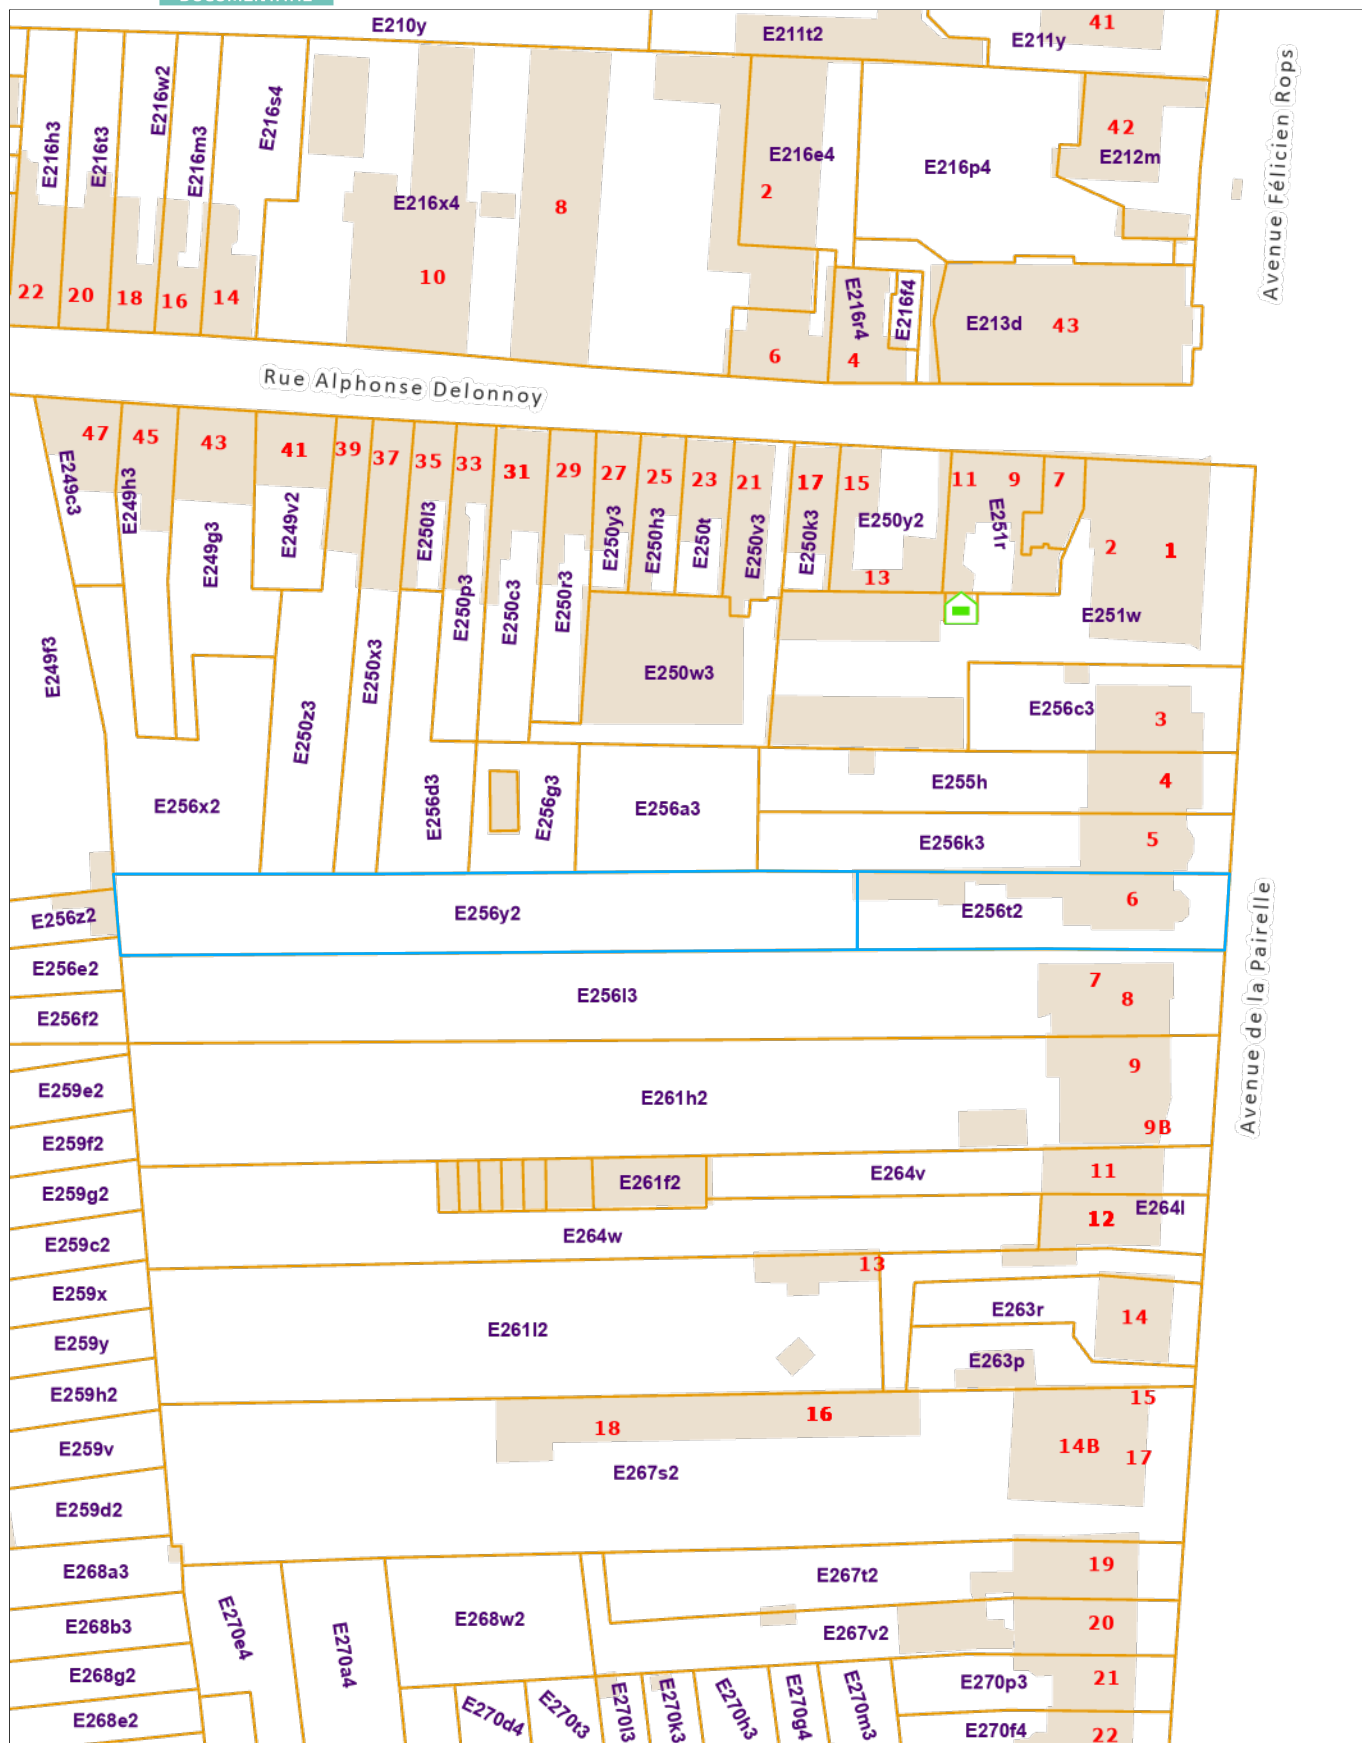 E210y
E211t2
E211y
41
Avenue Félicien Rops
E216h3
E216t3
E216w2
E216m3
E216s4
E216x4
8
E216e4
2
E216p4
42
E212m
22
20
18
16
14
10
6
E216r4
4
E216f4
E213d
43
Rue Alphonse Delonnoy
47
45
43
41
39
37
35
33
31
29
27
25
23
21
17
15
11
9
7
E249c3
E249h3
E249g3
E249v2
E250l3
E250p3
E250c3
E250r3
E250y3
E250h3
E250t
E250v3
E250k3
E250y2
13
E251r
2
1
E251w
E249f3
E250z3
E250x3
E250w3
E256c3
3
E256x2
E256d3
E256g3
E256a3
E255h
4
E256k3
5
E256z2
E256y2
E256t2
6
Avenue de la Pairelle
E256e2
E256l3
7
8
E256f2
E259e2
E261h2
9
9B
E259f2
E259g2
E261f2
E264v
11
E264l
12
E259c2
E264w
13
E259x
E261l2
E263r
14
E259y
E263p
E259h2
15
16
18
14B
17
E259v
E267s2
E259d2
E268a3
E267t2
19
E268b3
E270e4
E270a4
E268w2
E267v2
20
E268g2
E270p3
21
E268e2
E270d4
E270t3
E270l3
E270k3
E270h3
E270g4
E270m3
E270f4
22